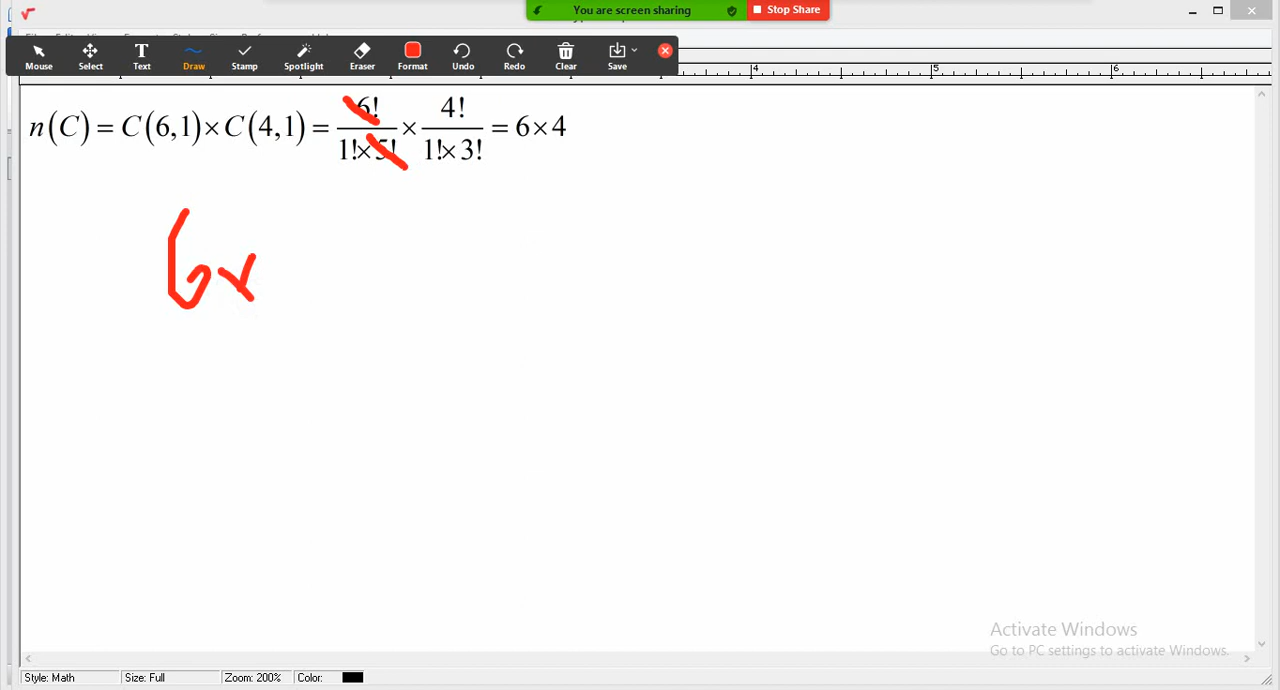 You are screen sharing Stop Share
Mouse Select Text Draw Stamp Spotlight Eraser Format Undo Redo Clear Save
4 5 6
n(C) = C(6,1) × C(4,1) = 6!/(1!×5!) × 4!/(1!×3!) = 6×4
6×
Activate Windows
Go to PC settings to activate Windows.
Style: Math Size: Full Zoom: 200% Color: